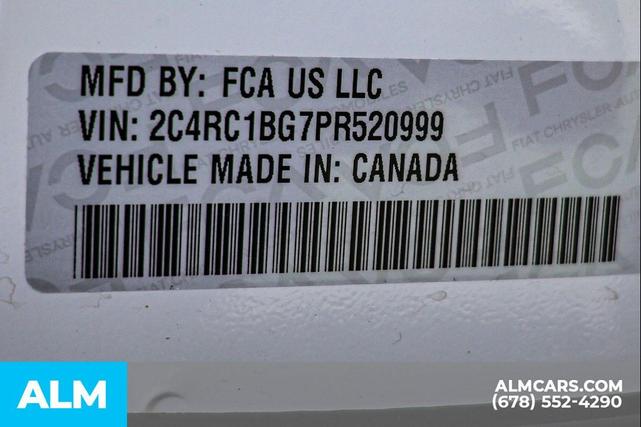 MFD BY: FCA US LLC
VIN: 2C4RC1BG7PR520999
VEHICLE MADE IN: CANADA
ALM
ALMCARS.COM
(678) 552-4290